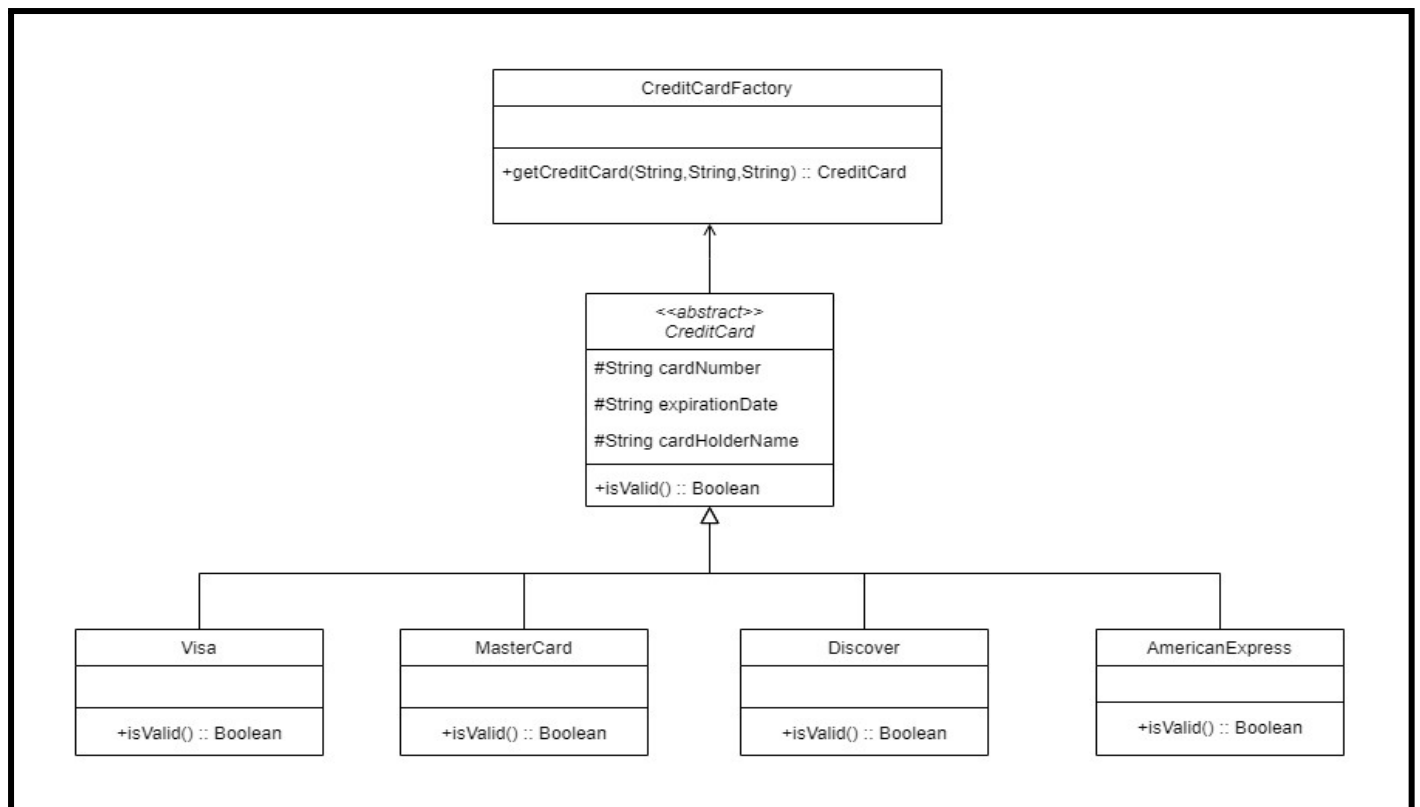 CreditCardFactory
+getCreditCard(String,String,String) :: CreditCard
<<abstract>>
CreditCard
#String cardNumber
#String expirationDate
#String cardHolderName
+isValid() :: Boolean
Visa
+isValid() :: Boolean
MasterCard
+isValid() :: Boolean
Discover
+isValid() :: Boolean
AmericanExpress
+isValid() :: Boolean